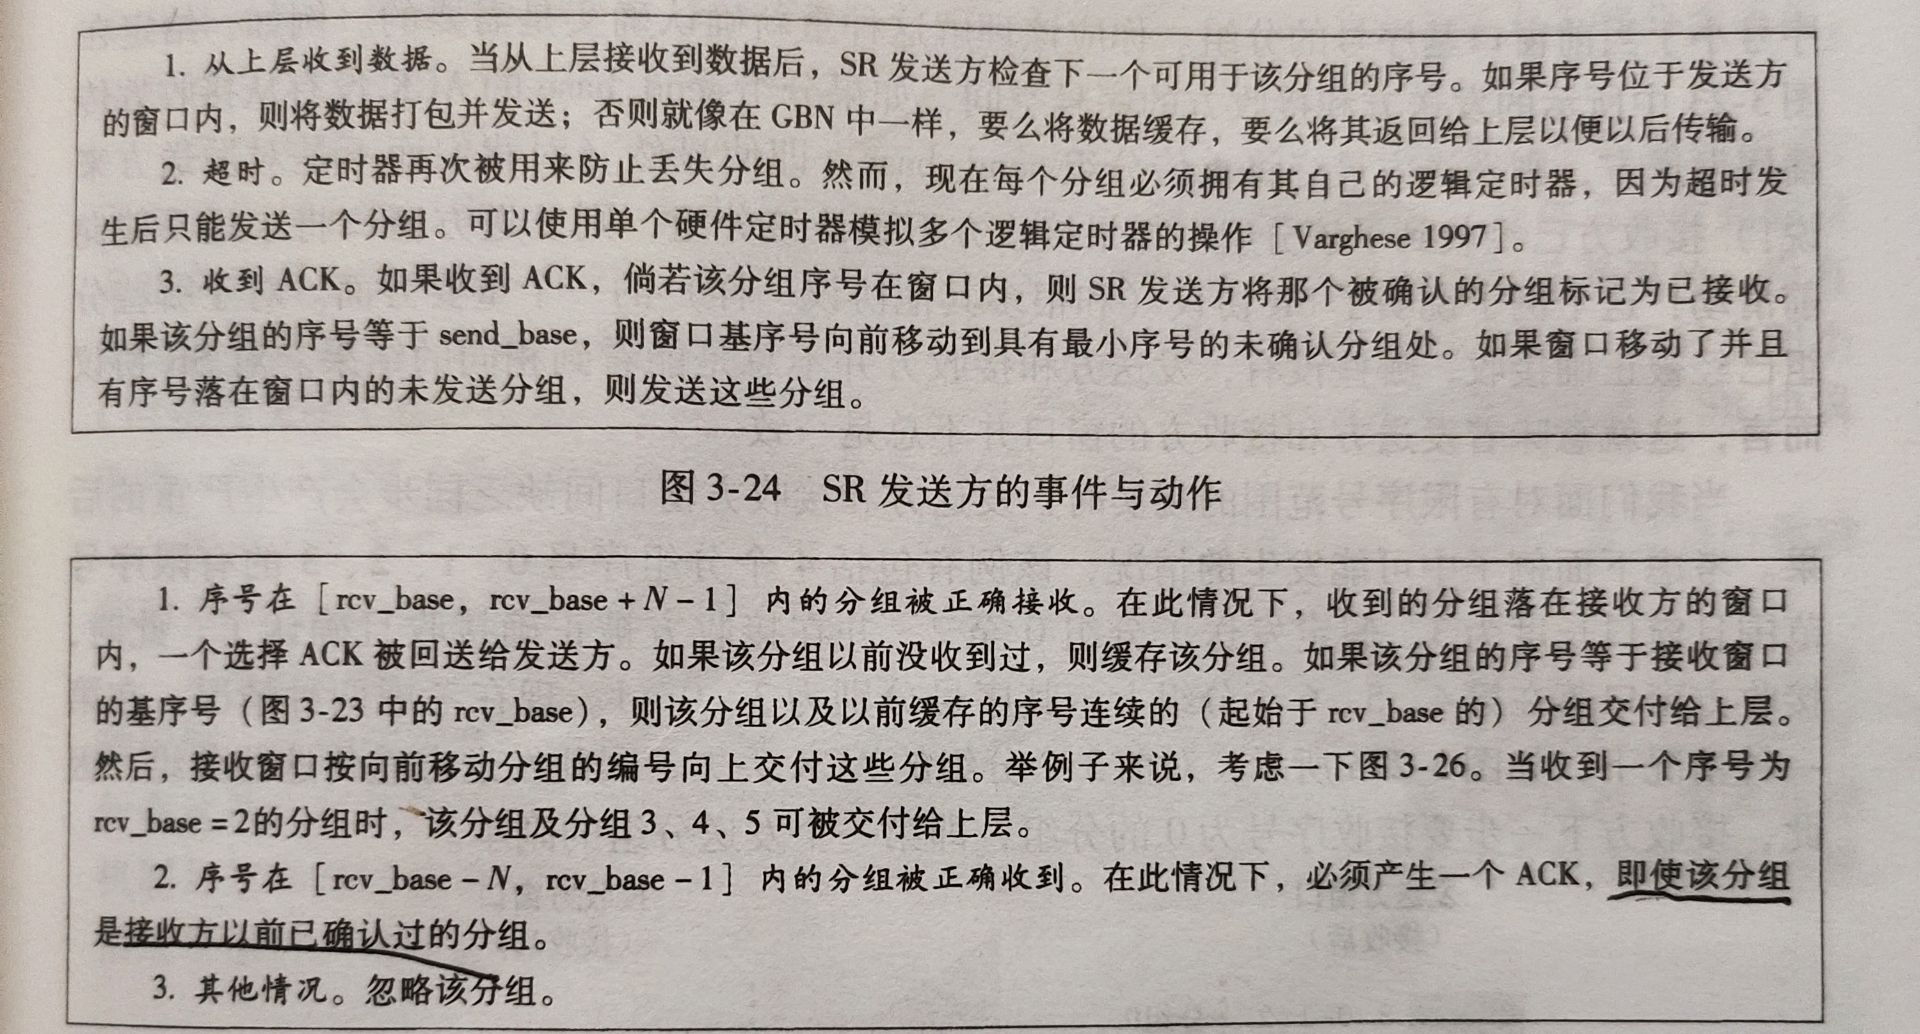 1. 从上层收到数据。当从上层接收到数据后，SR 发送方检查下一个可用于该分组的序号。如果序号位于发送方
的窗口内，则将数据打包并发送；否则就像在 GBN 中一样，要么将数据缓存，要么将其返回给上层以便以后传输。
2. 超时。定时器再次被用来防止丢失分组。然而，现在每个分组必须拥有其自己的逻辑定时器，因为超时发
生后只能发送一个分组。可以使用单个硬件定时器模拟多个逻辑定时器的操作［Varghese 1997］。
3. 收到 ACK。如果收到 ACK，倘若该分组序号在窗口内，则 SR 发送方将那个被确认的分组标记为已接收。
如果该分组的序号等于 send_base，则窗口基序号向前移动到具有最小序号的未确认分组处。如果窗口移动了并且
有序号落在窗口内的未发送分组，则发送这些分组。
图 3-24 SR 发送方的事件与动作
1. 序号在［rcv_base，rcv_base + N - 1］内的分组被正确接收。在此情况下，收到的分组落在接收方的窗口
内，一个选择 ACK 被回送给发送方。如果该分组以前没收到过，则缓存该分组。如果该分组的序号等于接收窗口
的基序号（图 3-23 中的 rcv_base），则该分组以及以前缓存的序号连续的（起始于 rcv_base 的）分组交付给上层。
然后，接收窗口按向前移动分组的编号向上交付这些分组。举例子来说，考虑一下图 3-26。当收到一个序号为
rcv_base = 2的分组时，该分组及分组 3、4、5 可被交付给上层。
2. 序号在［rcv_base - N，rcv_base - 1］内的分组被正确收到。在此情况下，必须产生一个 ACK，即使该分组
是接收方以前已确认过的分组。
3. 其他情况。忽略该分组。